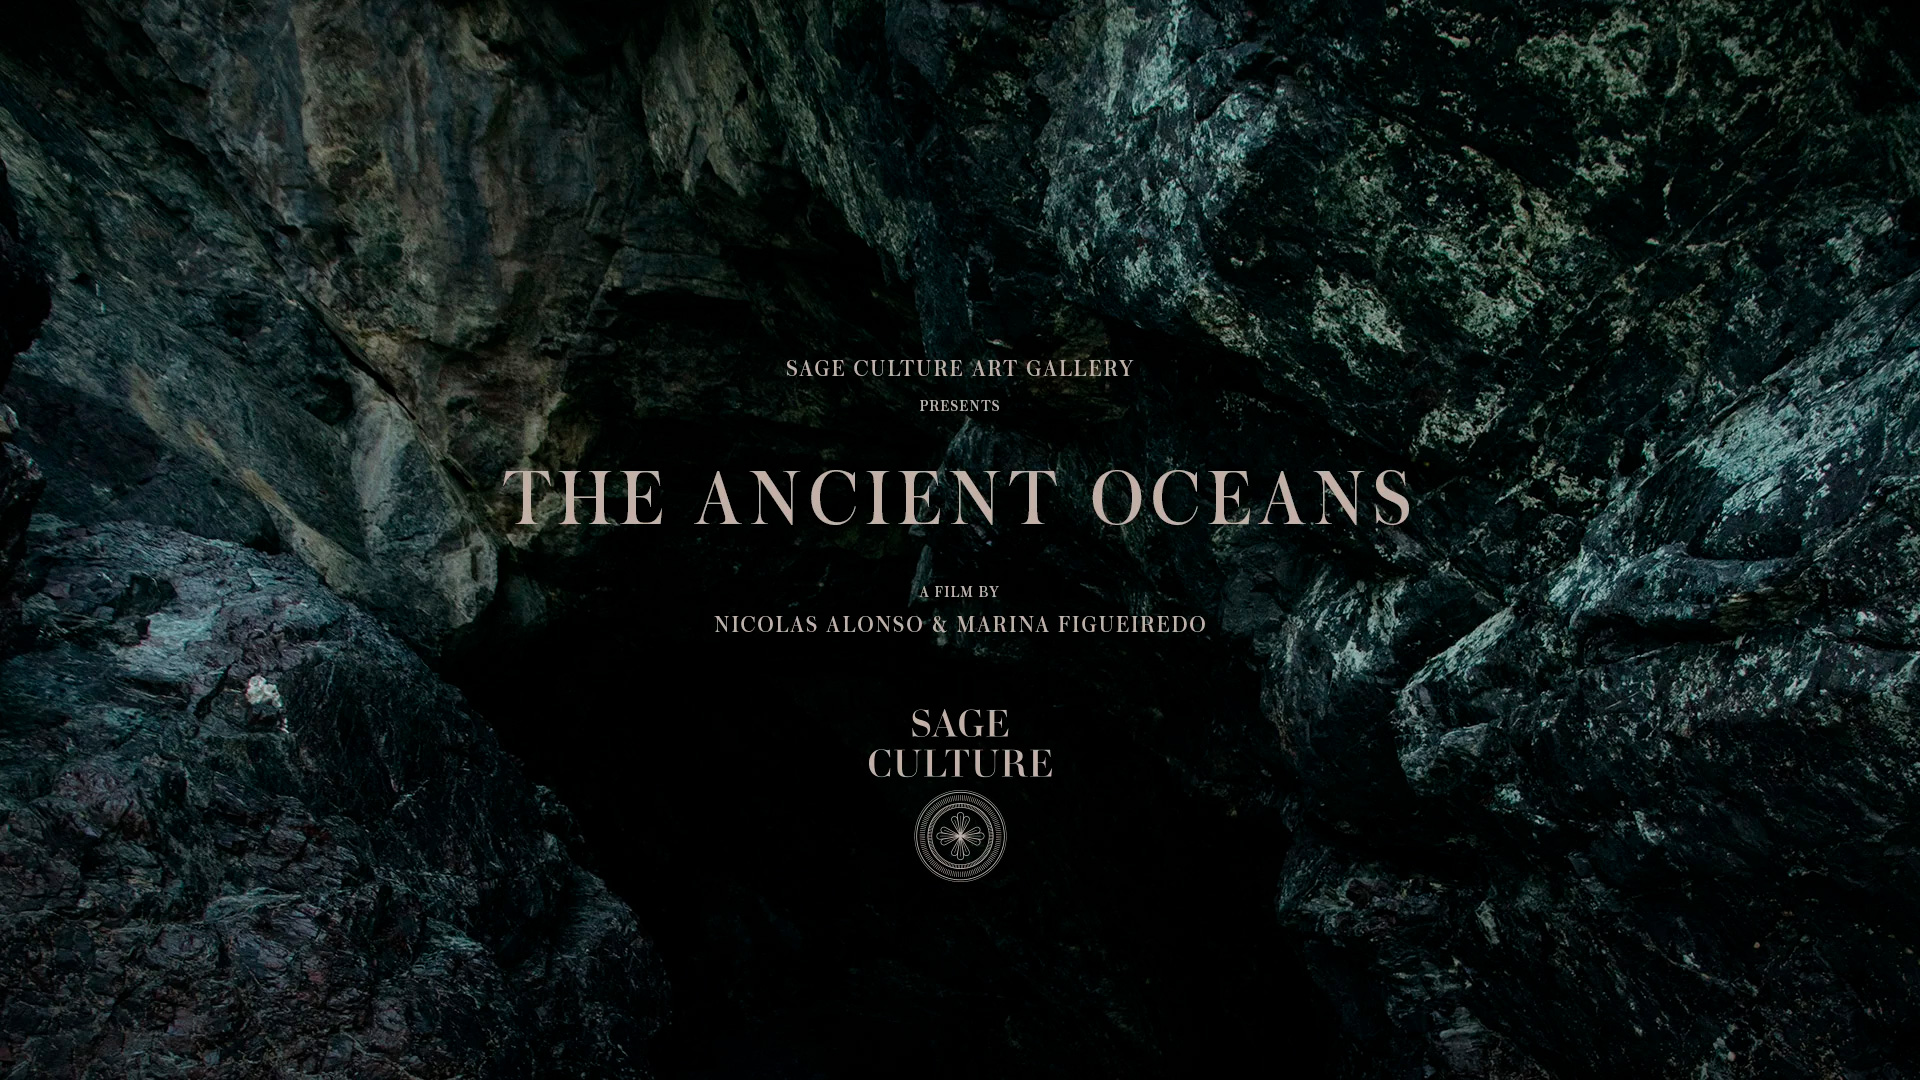 SAGE CULTURE ART GALLERY
PRESENTS
THE ANCIENT OCEANS
A FILM BY
NICOLAS ALONSO & MARINA FIGUEIREDO
SAGE
CULTURE